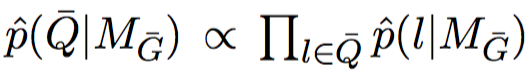 p̂(Q̄|M_Ḡ) ∝ ∏_{l∈Q̄} p̂(l|M_Ḡ)